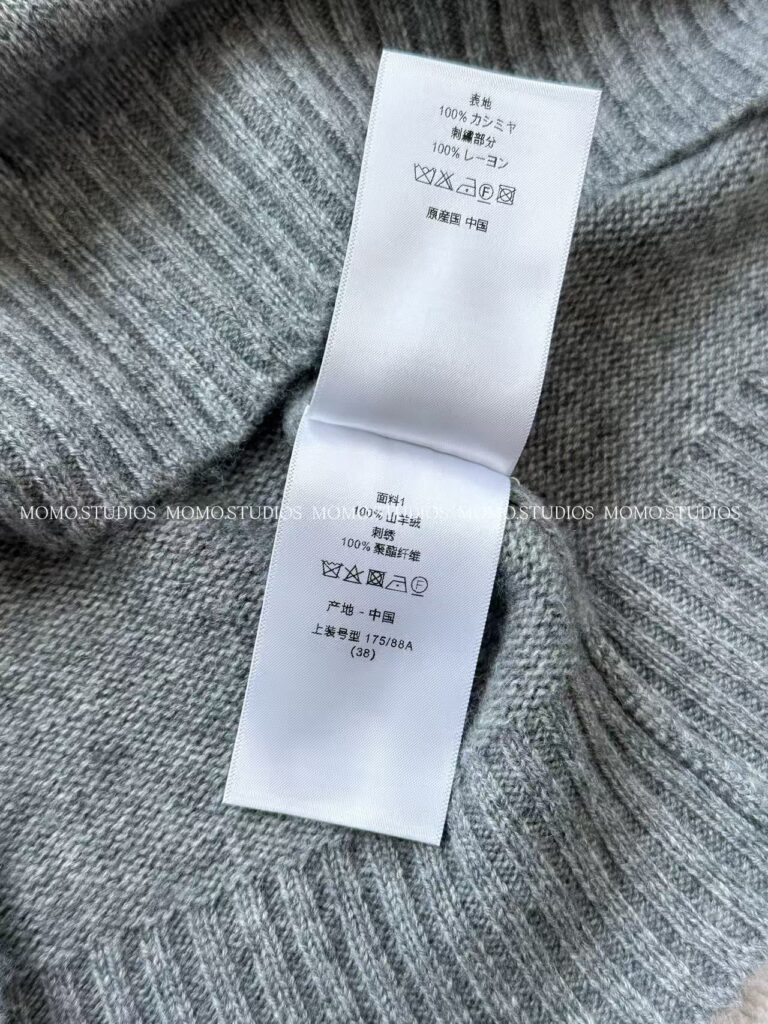 表地
100% カシミヤ
刺繍部分
100% レーヨン
F
原産国 中国
面料1
100% 山羊绒
MOMO.STUDIOS MOMO.STUDIOS MOMO.STUDIOS MOMO.STUDIOS MOMO.STUDIOS
刺绣
100% 聚酯纤维
F
产地 - 中国
上装号型 175/88A
(38)